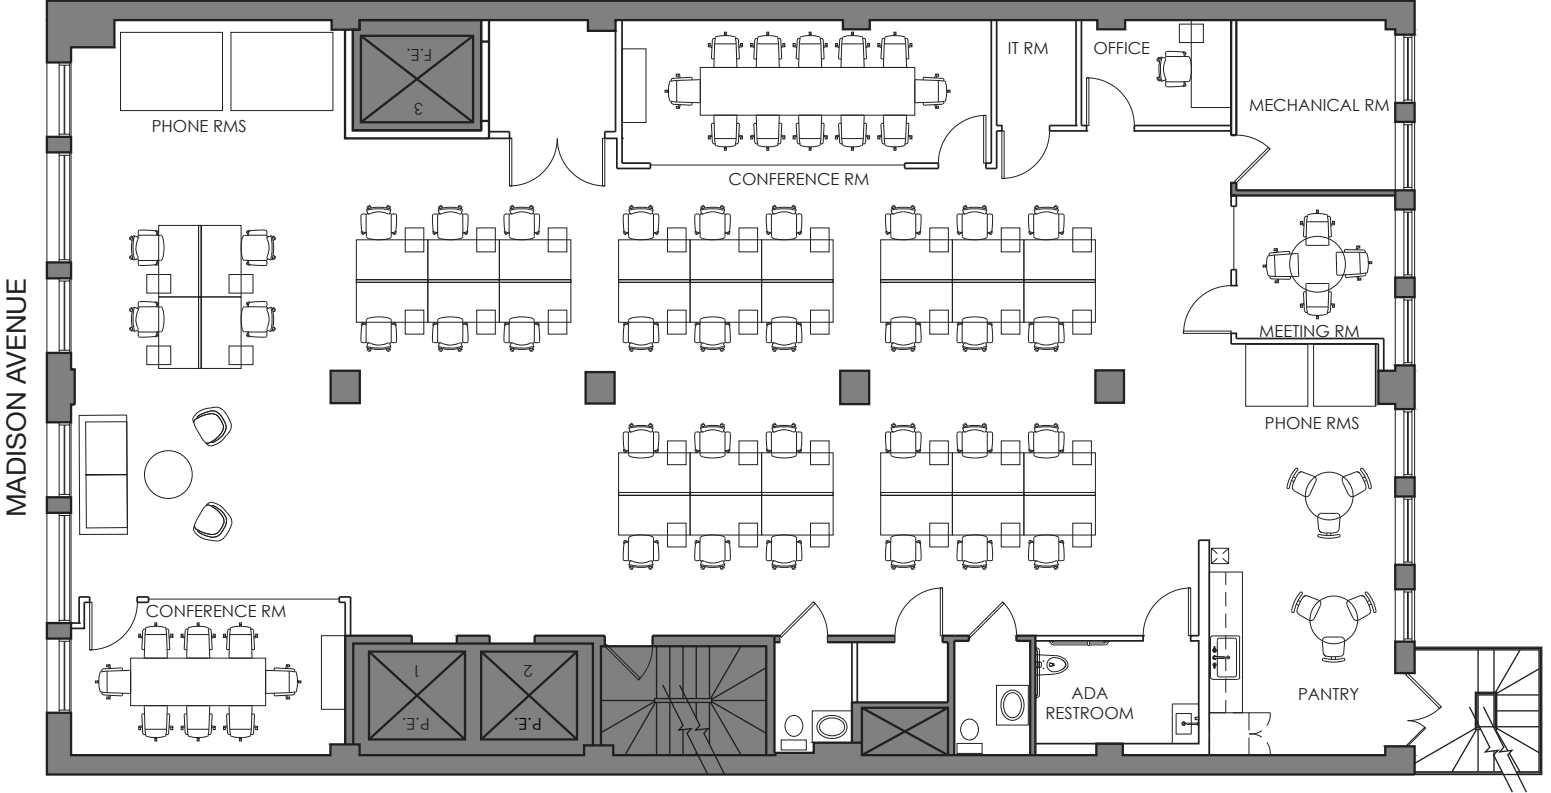 F.E.
3
IT RM
OFFICE
MECHANICAL RM
PHONE RMS
CONFERENCE RM
MADISON AVENUE
MEETING RM
PHONE RMS
CONFERENCE RM
1
P.E.
2
P.E.
ADA
RESTROOM
PANTRY